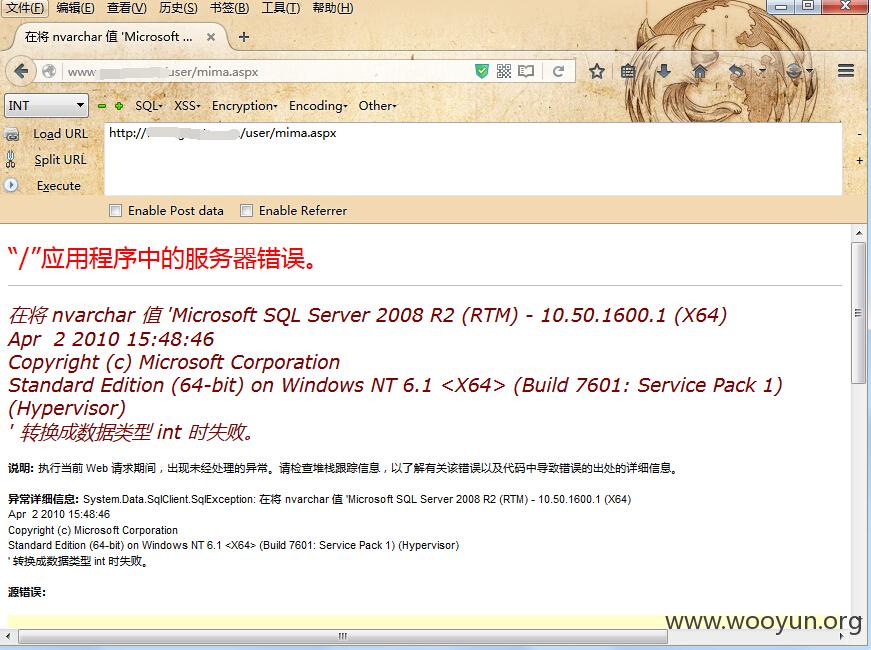 文件(F) 编辑(E) 查看(V) 历史(S) 书签(B) 工具(T) 帮助(H)
在将 nvarchar 值 'Microsoft ...
www. /user/mima.aspx
INT SQL XSS Encryption Encoding Other
Load URL http:// /user/mima.aspx
Split URL
Execute
Enable Post data Enable Referrer
“/”应用程序中的服务器错误。
在将 nvarchar 值 'Microsoft SQL Server 2008 R2 (RTM) - 10.50.1600.1 (X64)
Apr 2 2010 15:48:46
Copyright (c) Microsoft Corporation
Standard Edition (64-bit) on Windows NT 6.1 <X64> (Build 7601: Service Pack 1)
(Hypervisor)
' 转换成数据类型 int 时失败。
说明: 执行当前 Web 请求期间，出现未经处理的异常。请检查堆栈跟踪信息，以了解有关该错误以及代码中导致错误的出处的详细信息。
异常详细信息: System.Data.SqlClient.SqlException: 在将 nvarchar 值 'Microsoft SQL Server 2008 R2 (RTM) - 10.50.1600.1 (X64)
Apr 2 2010 15:48:46
Copyright (c) Microsoft Corporation
Standard Edition (64-bit) on Windows NT 6.1 <X64> (Build 7601: Service Pack 1) (Hypervisor)
' 转换成数据类型 int 时失败。
源错误:
www.wooyun.org